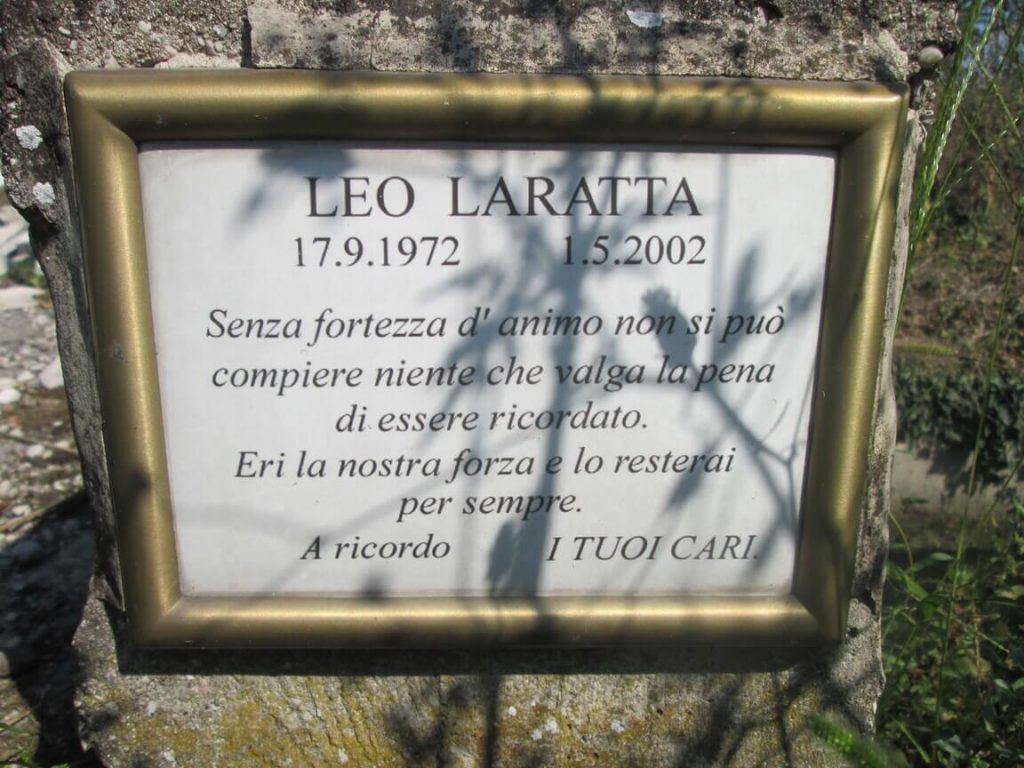 LEO LARATTA
17.9.1972 1.5.2002
Senza fortezza d' animo non si può
compiere niente che valga la pena
di essere ricordato.
Eri la nostra forza e lo resterai
per sempre.
A ricordo I TUOI CARI.